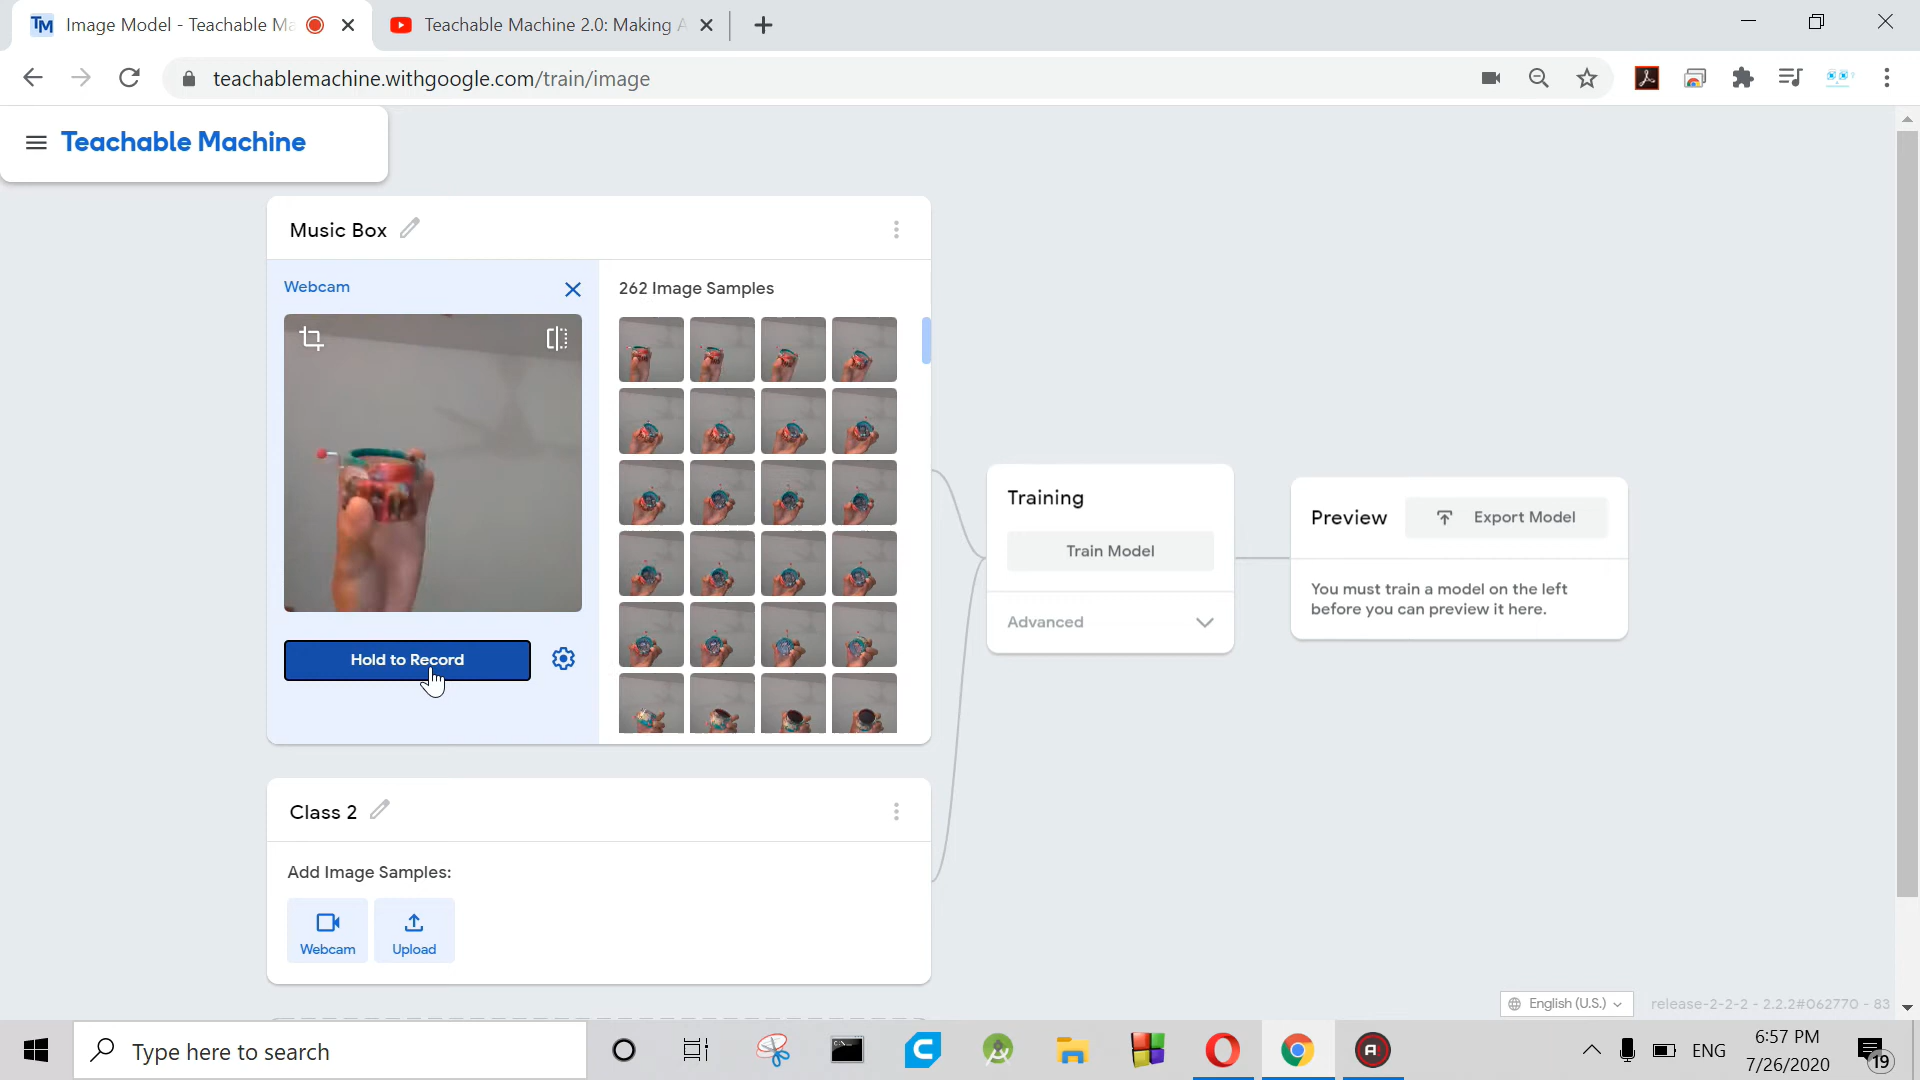 Image Model - Teachable Ma
Teachable Machine 2.0: Making A
teachablemachine.withgoogle.com/train/image
Teachable Machine
Music Box
Webcam
262 Image Samples
Hold to Record
Training
Train Model
Advanced
Preview
Export Model
You must train a model on the left
before you can preview it here.
Class 2
Add Image Samples:
Webcam
Upload
English (U.S.)
release-2-2-2 - 2.2.2#062770 - 83
Type here to search
ENG
6:57 PM
7/26/2020
19